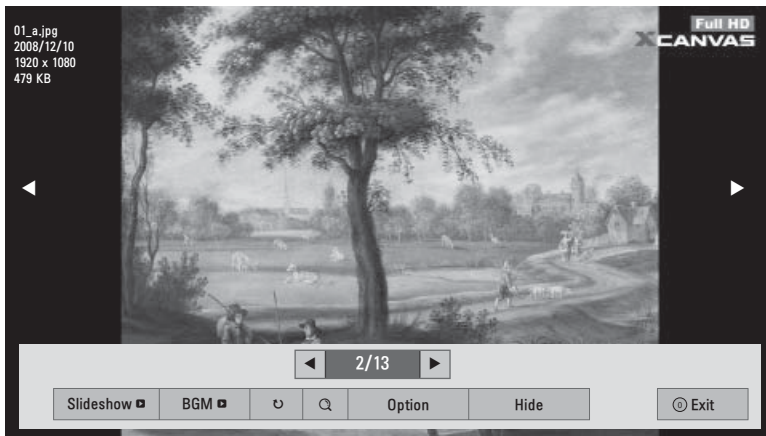 01_a.jpg
2008/12/10
1920 x 1080
479 KB
Full HD
XCANVAS
2/13
Slideshow BGM Option Hide 0 Exit